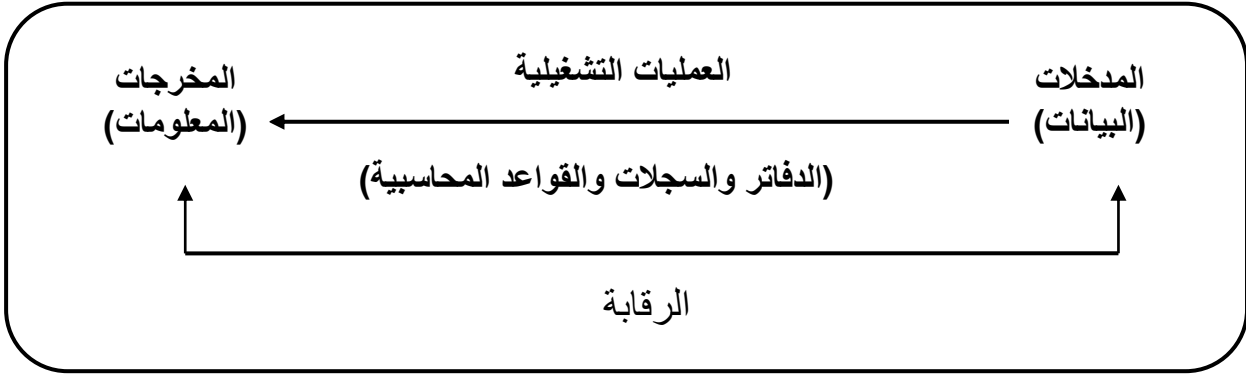 المدخلات
(البيانات)
العمليات التشغيلية
(الدفاتر والسجلات والقواعد المحاسبية)
المخرجات
(المعلومات)
الرقابة